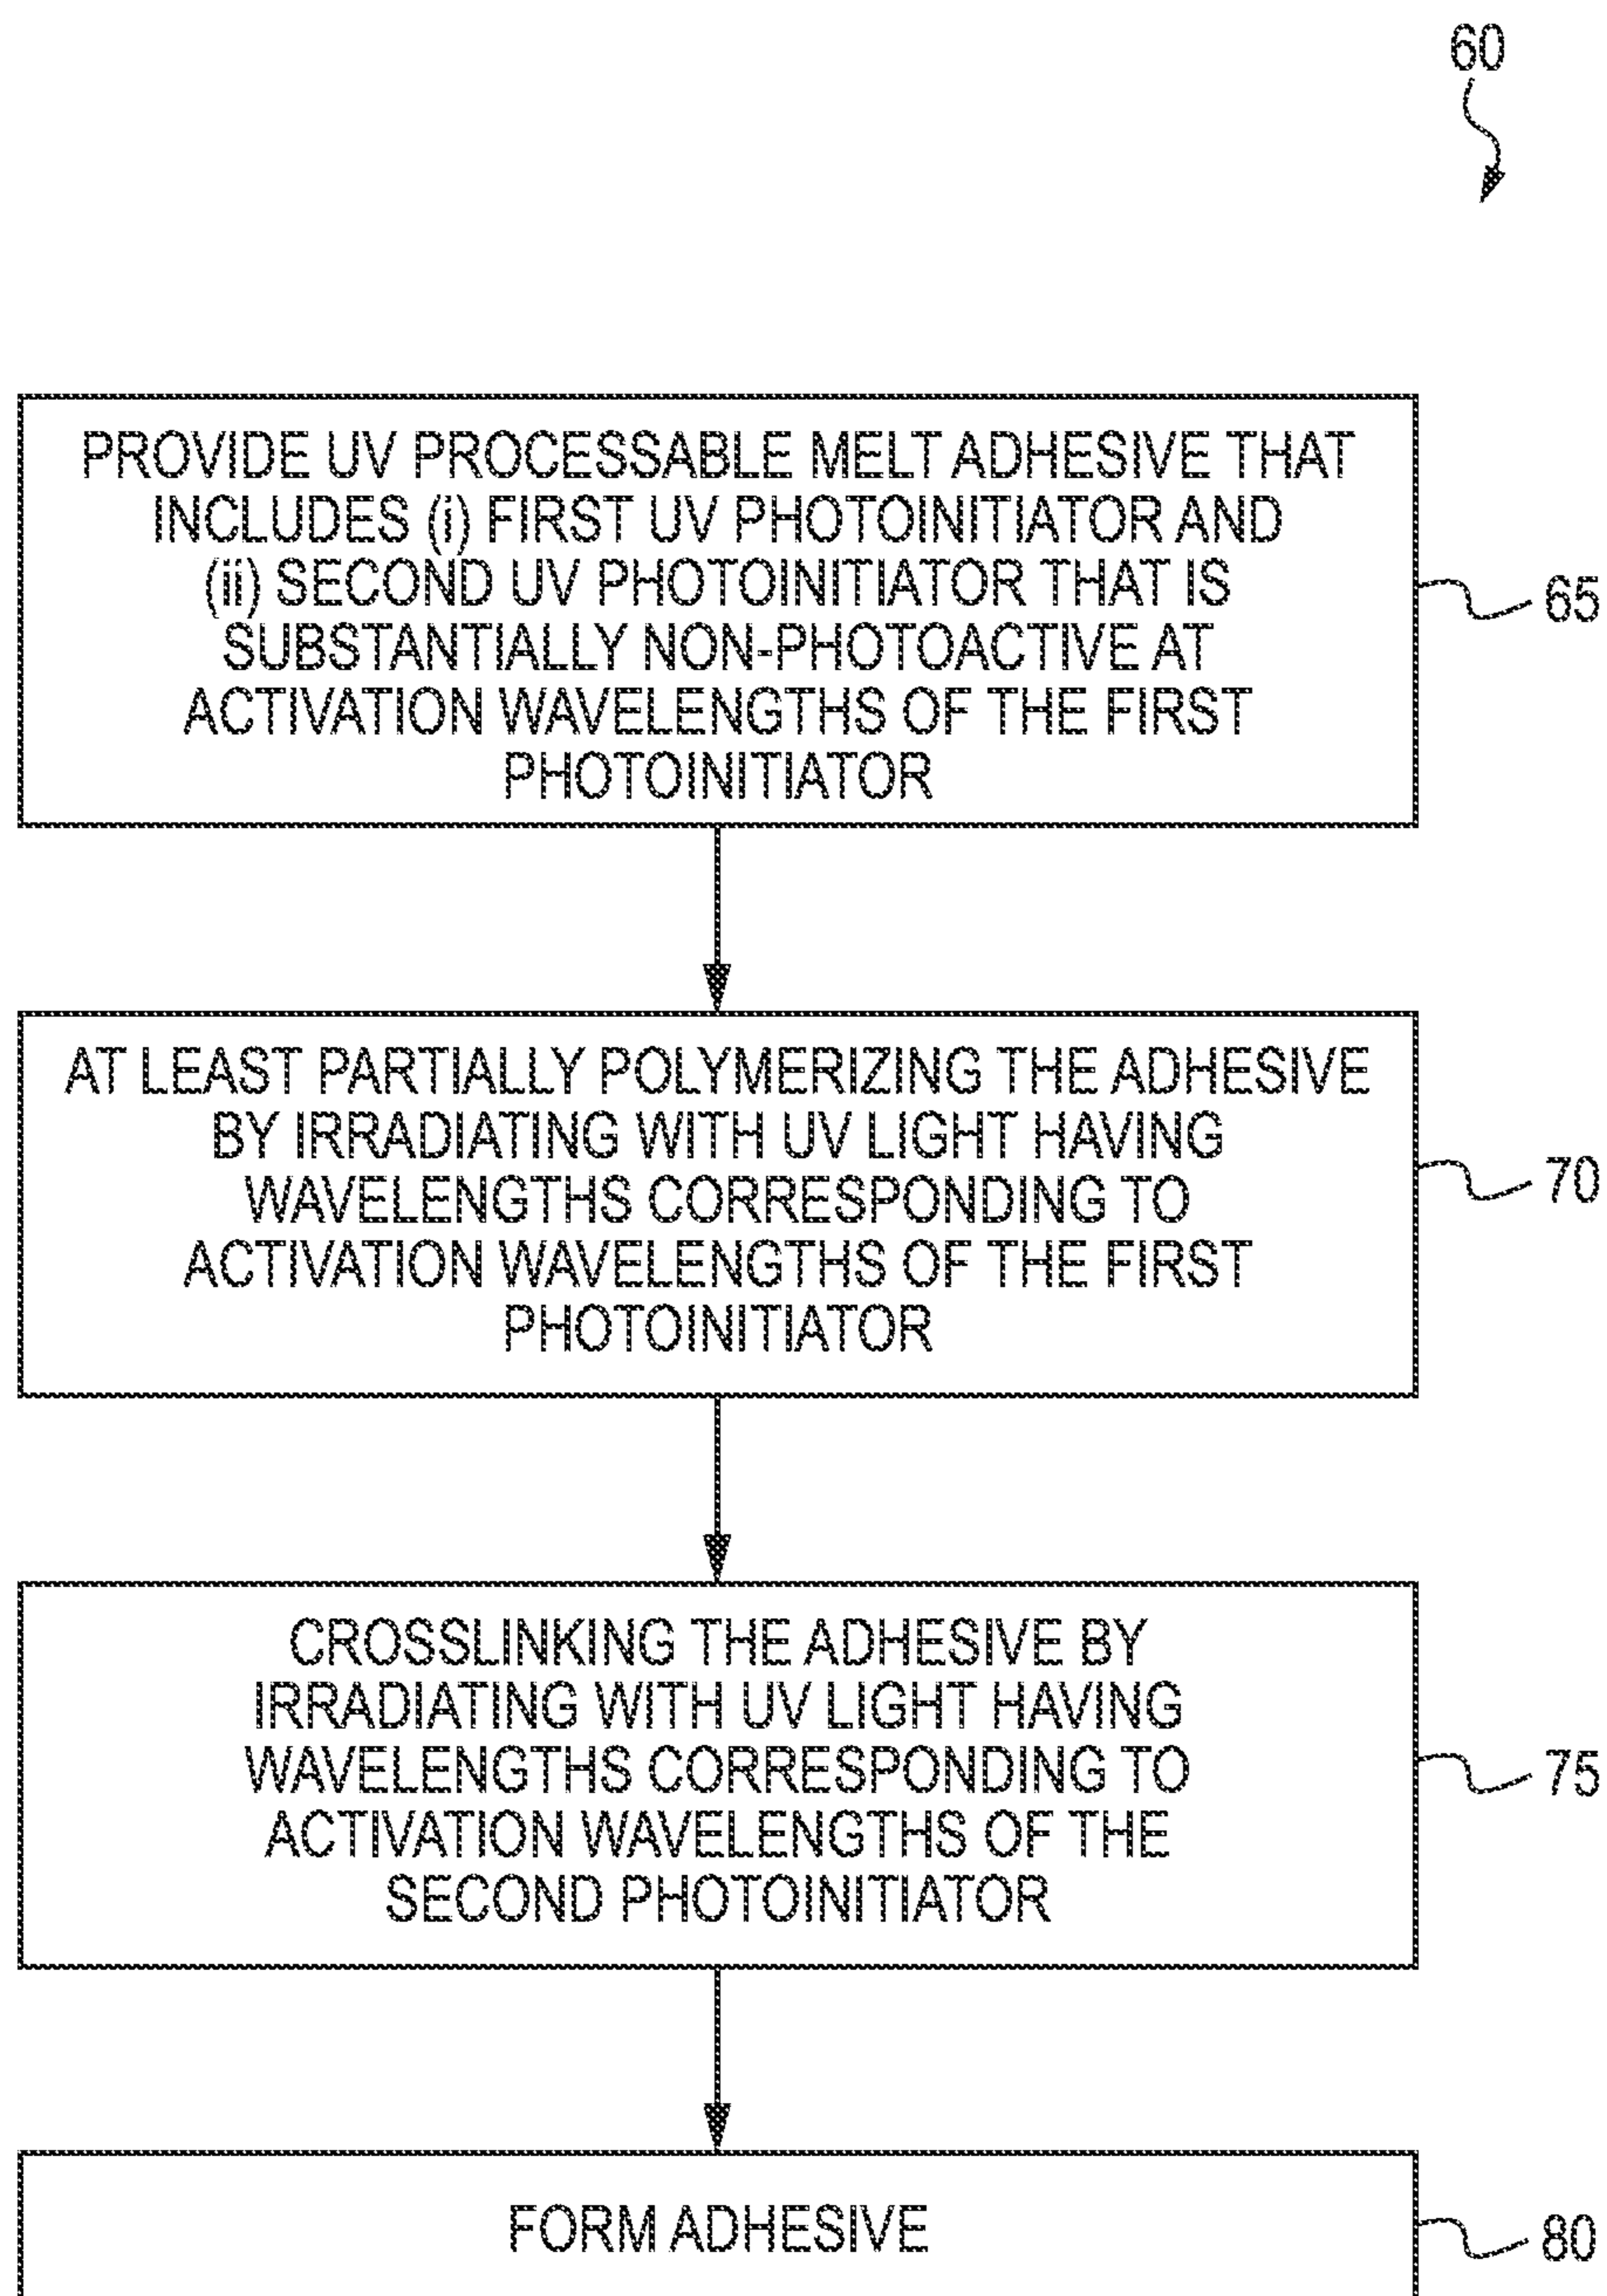 60
PROVIDE UV PROCESSABLE MELT ADHESIVE THAT
INCLUDES (i) FIRST UV PHOTOINITIATOR AND
(ii) SECOND UV PHOTOINITIATOR THAT IS
SUBSTANTIALLY NON-PHOTOACTIVE AT
ACTIVATION WAVELENGTHS OF THE FIRST
PHOTOINITIATOR
65
AT LEAST PARTIALLY POLYMERIZING THE ADHESIVE
BY IRRADIATING WITH UV LIGHT HAVING
WAVELENGTHS CORRESPONDING TO
ACTIVATION WAVELENGTHS OF THE FIRST
PHOTOINITIATOR
70
CROSSLINKING THE ADHESIVE BY
IRRADIATING WITH UV LIGHT HAVING
WAVELENGTHS CORRESPONDING TO
ACTIVATION WAVELENGTHS OF THE
SECOND PHOTOINITIATOR
75
FORM ADHESIVE
80